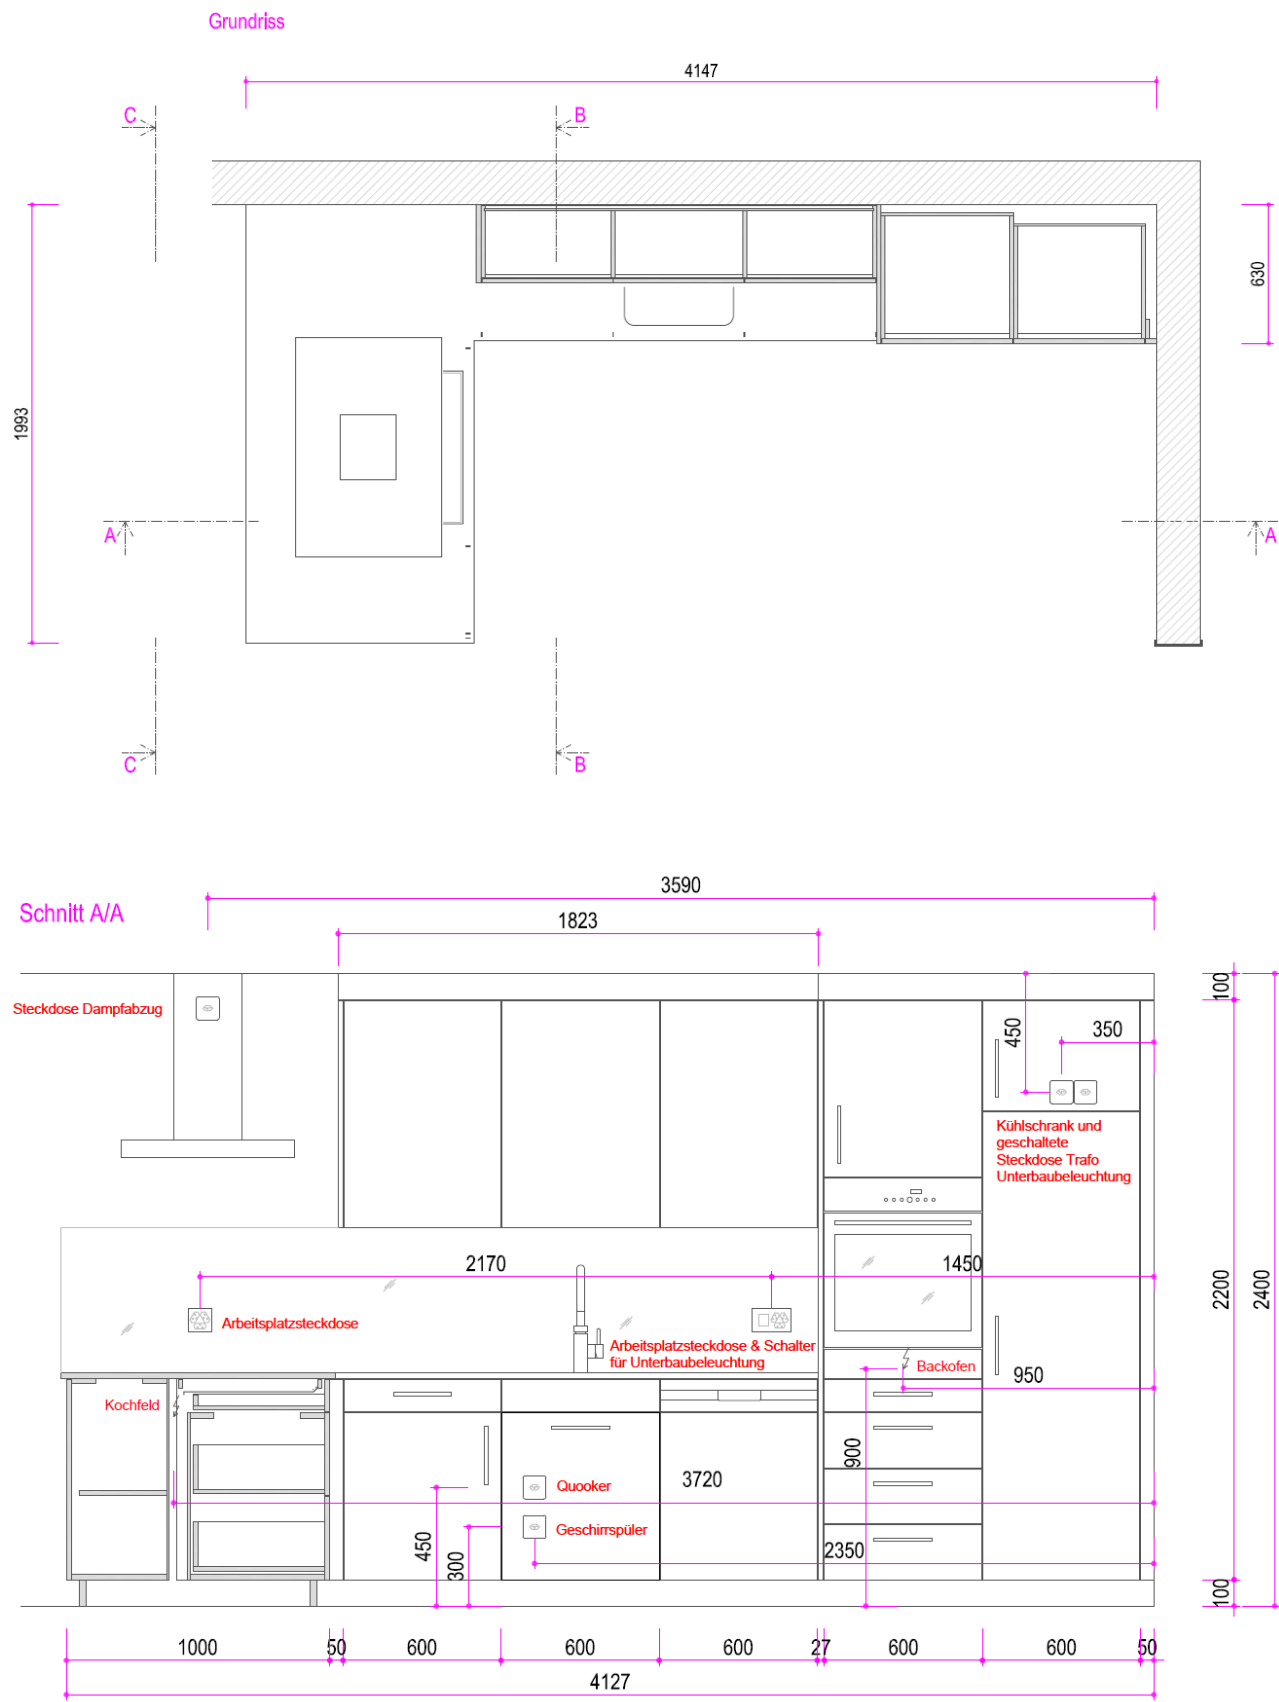 Grundriss
4147
C
B
630
1993
A
A
C
B
3590
Schnitt A/A
1823
Steckdose Dampfabzug
100
450
350
Kühlschrank und
geschaltete
Steckdose Trafo
Unterbaubeleuchtung
2170
1450
2200
2400
Arbeitsplatzsteckdose
Arbeitsplatzsteckdose & Schalter
für Unterbaubeleuchtung
Backofen
950
Kochfeld
900
3720
Quooker
450
300
Geschirrspüler
2350
100
1000
50
600
600
600
27
600
600
50
4127